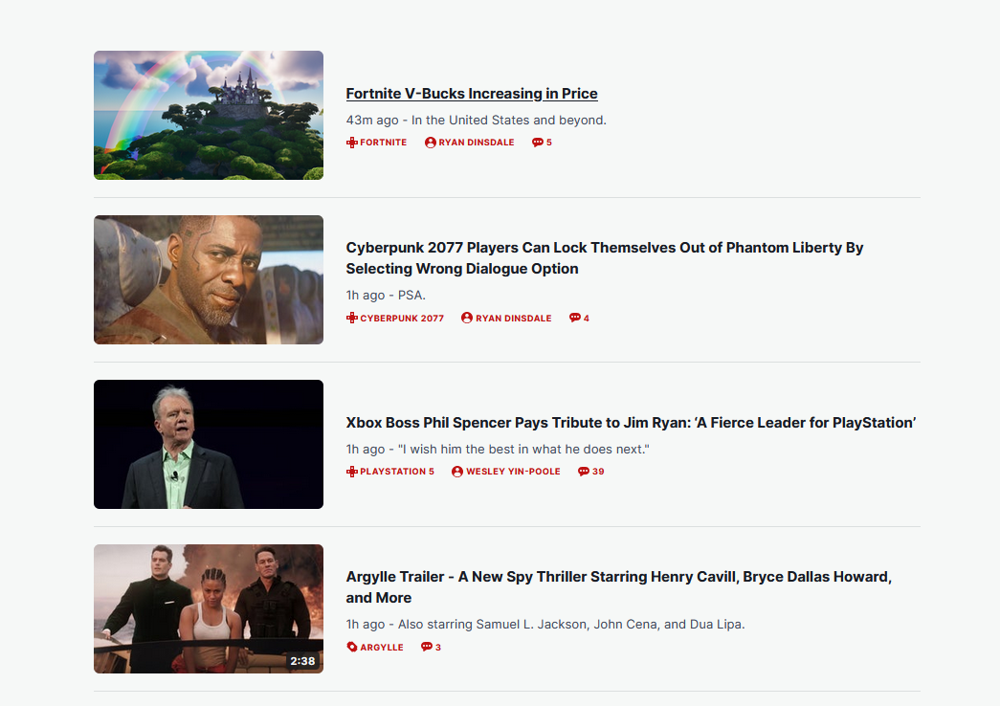 Fortnite V-Bucks Increasing in Price
43m ago - In the United States and beyond.
FORTNITE RYAN DINSDALE 5
Cyberpunk 2077 Players Can Lock Themselves Out of Phantom Liberty By
Selecting Wrong Dialogue Option
1h ago - PSA.
CYBERPUNK 2077 RYAN DINSDALE 4
Xbox Boss Phil Spencer Pays Tribute to Jim Ryan: ‘A Fierce Leader for PlayStation’
1h ago - "I wish him the best in what he does next."
PLAYSTATION 5 WESLEY YIN-POOLE 39
Argylle Trailer - A New Spy Thriller Starring Henry Cavill, Bryce Dallas Howard,
and More
1h ago - Also starring Samuel L. Jackson, John Cena, and Dua Lipa.
2:38
ARGYLLE 3